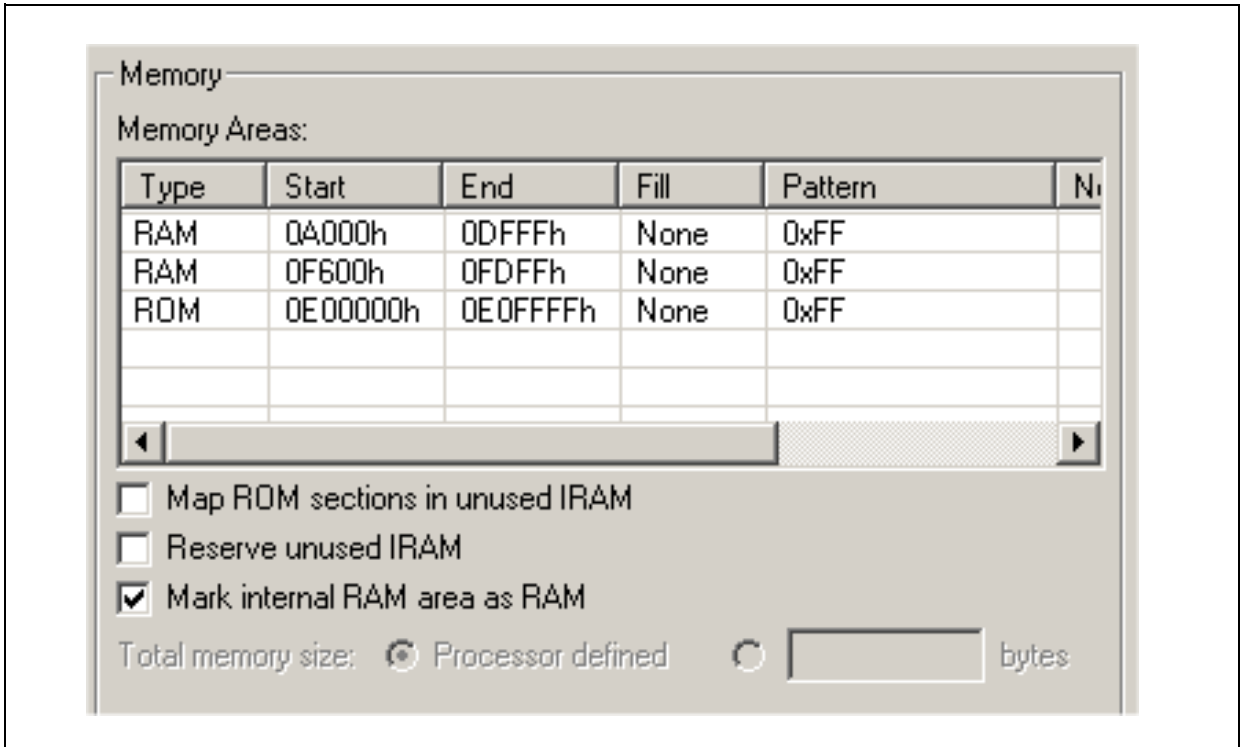 Memory
Memory Areas:
Type Start End Fill Pattern
RAM 0A000h 0DFFFh None 0xFF
RAM 0F600h 0FDFFh None 0xFF
ROM 0E00000h 0E0FFFFh None 0xFF
Map ROM sections in unused IRAM
Reserve unused IRAM
Mark internal RAM area as RAM
Total memory size: Processor defined bytes